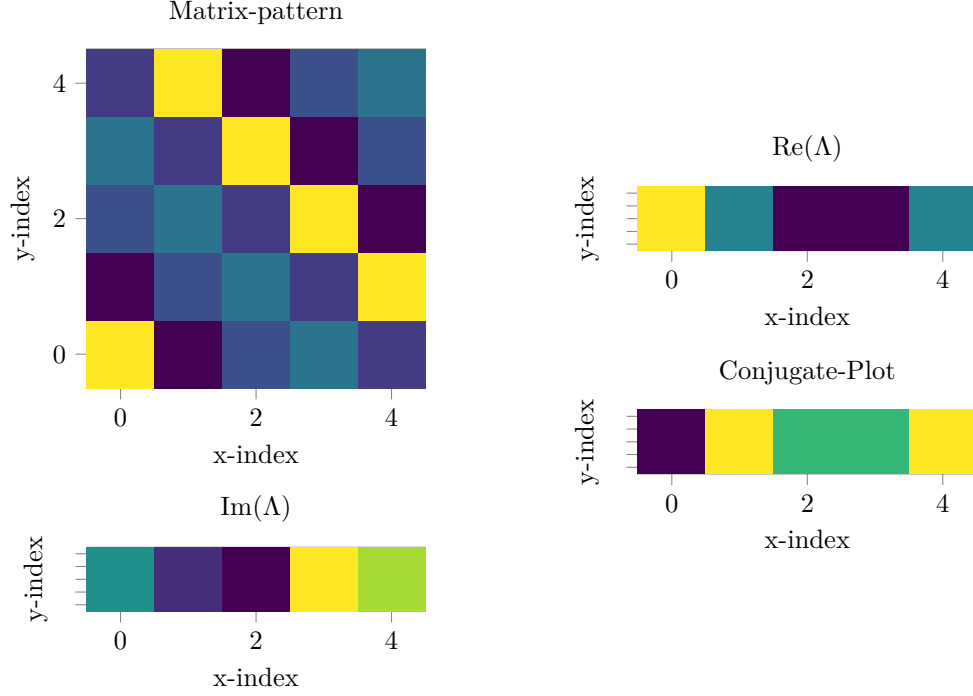 Matrix-pattern
y-index
4
2
0
0 2 4
x-index
Im(Λ)
y-index
0 2 4
x-index
Re(Λ)
y-index
0 2 4
x-index
Conjugate-Plot
y-index
0 2 4
x-index